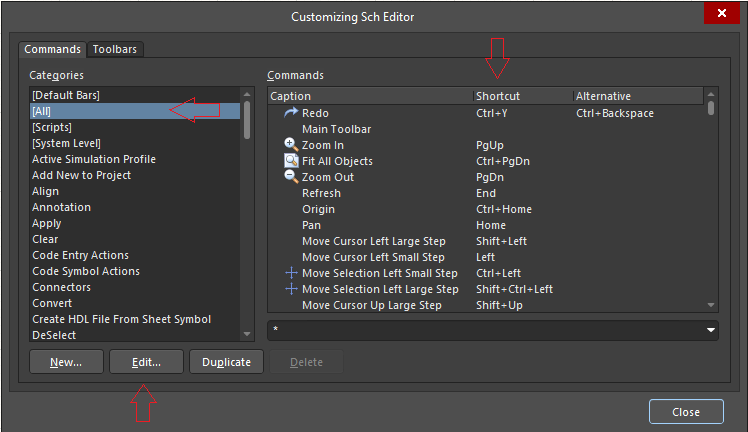 Customizing Sch Editor
Commands Toolbars
Categories
[Default Bars]
[All]
[Scripts]
[System Level]
Active Simulation Profile
Add New to Project
Align
Annotation
Apply
Clear
Code Entry Actions
Code Symbol Actions
Connectors
Convert
Create HDL File From Sheet Symbol
DeSelect
Commands
Caption Shortcut Alternative
Redo Ctrl+Y Ctrl+Backspace
Main Toolbar
Zoom In PgUp
Fit All Objects Ctrl+PgDn
Zoom Out PgDn
Refresh End
Origin Ctrl+Home
Pan Home
Move Cursor Left Large Step Shift+Left
Move Cursor Left Small Step Left
Move Selection Left Small Step Ctrl+Left
Move Selection Left Large Step Shift+Ctrl+Left
Move Cursor Up Large Step Shift+Up
*
New... Edit... Duplicate Delete
Close